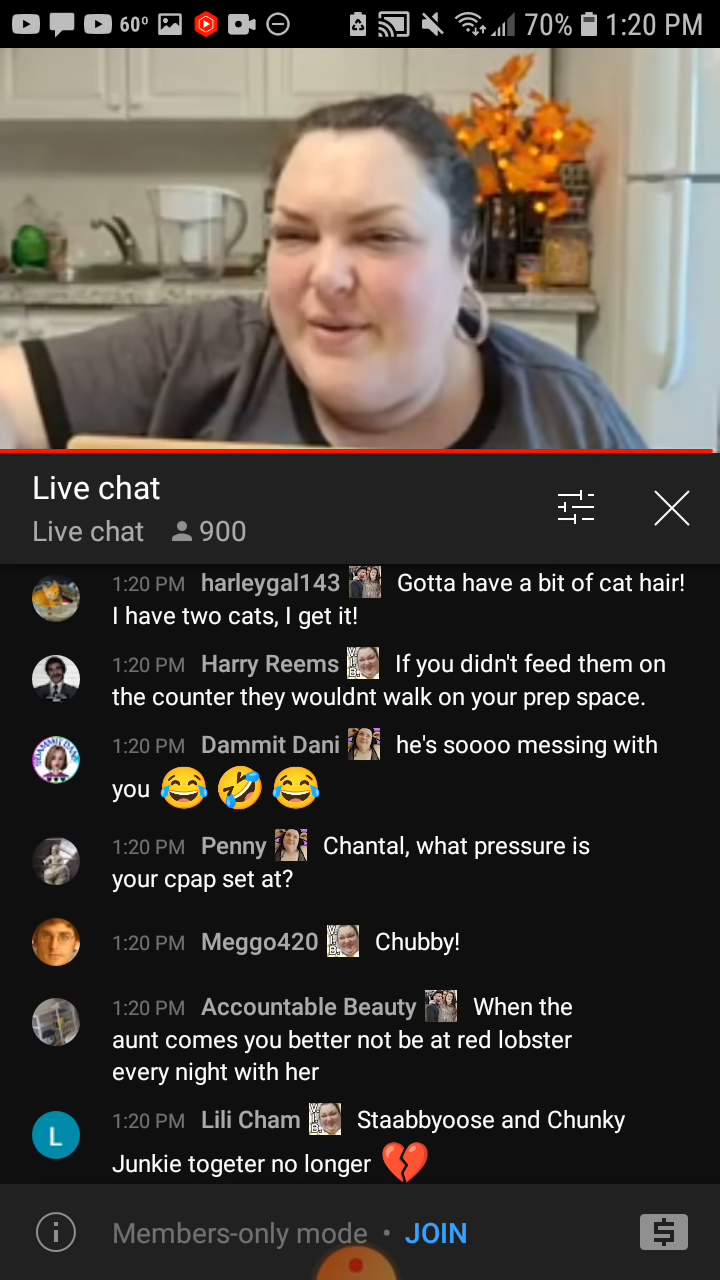 60° 70% 1:20 PM
Live chat
Live chat 900
1:20 PM harleygal143 Gotta have a bit of cat hair!
I have two cats, I get it!
1:20 PM Harry Reems If you didn't feed them on
the counter they wouldnt walk on your prep space.
1:20 PM Dammit Dani he's soooo messing with
you 😂 🤣 😂
1:20 PM Penny Chantal, what pressure is
your cpap set at?
1:20 PM Meggo420 Chubby!
1:20 PM Accountable Beauty When the
aunt comes you better not be at red lobster
every night with her
L 1:20 PM Lili Cham Staabbyoose and Chunky
Junkie togeter no longer 💔
Members-only mode • JOIN